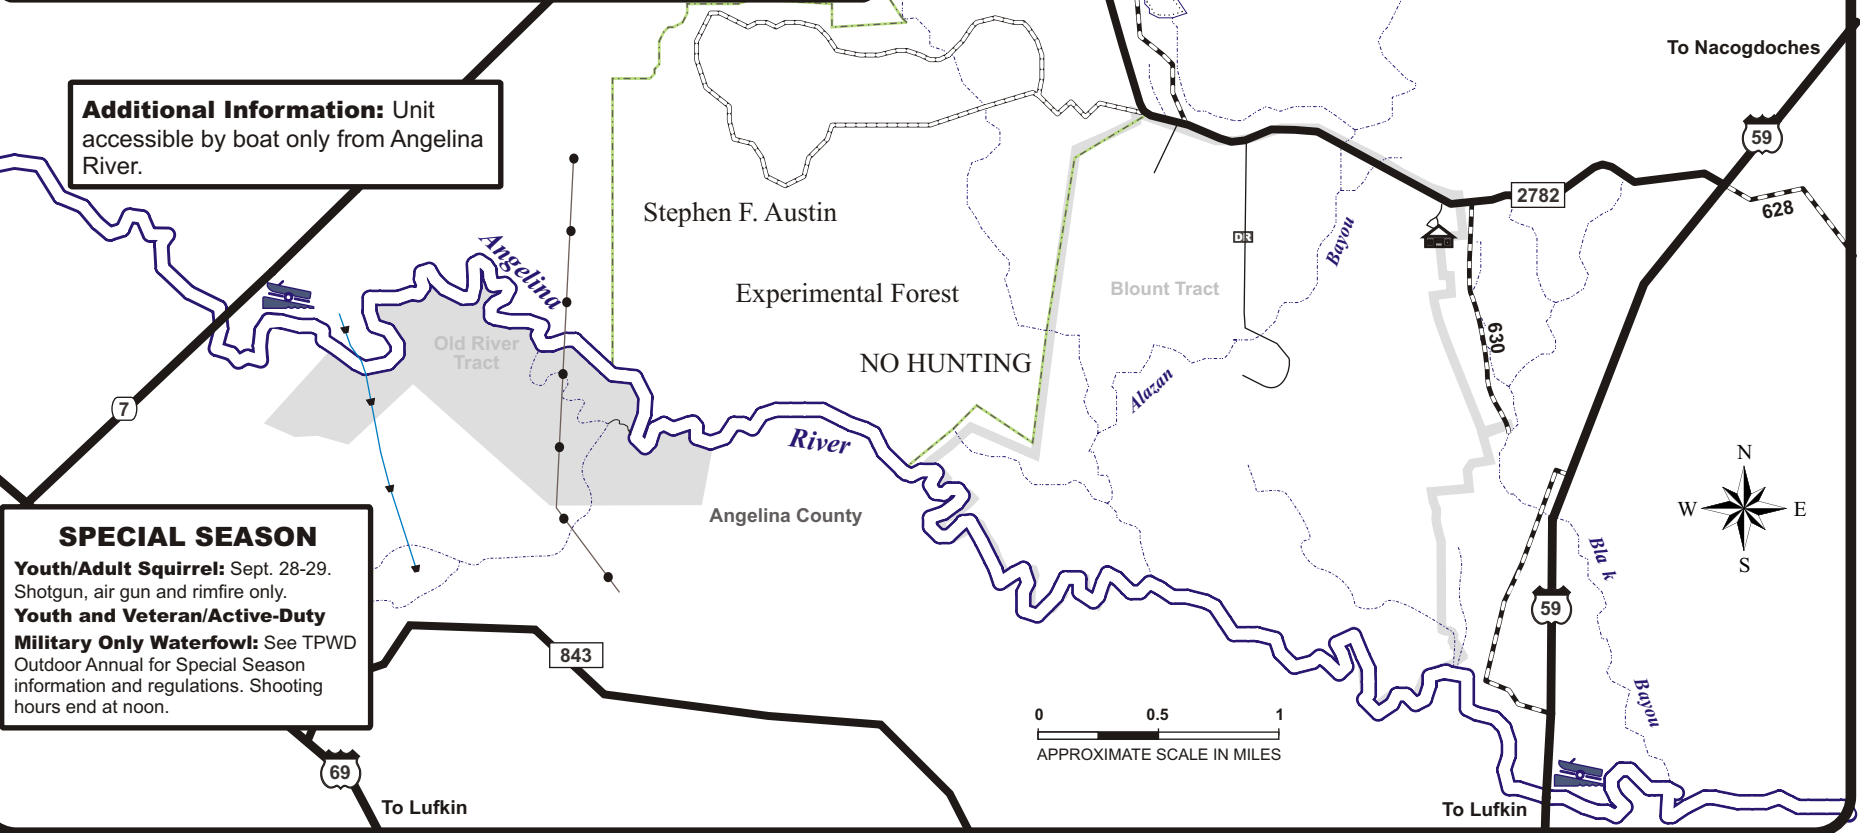 To Nacogdoches
Additional Information: Unit
accessible by boat only from Angelina
River.
59
2782
628
Stephen F. Austin
Angelina
Bayou
Experimental Forest
Blount Tract
DR
Old River
Tract
630
NO HUNTING
Alazan
7
River
N
W
E
S
Angelina County
SPECIAL SEASON
Youth/Adult Squirrel: Sept. 28-29.
Shotgun, air gun and rimfire only.
Youth and Veteran/Active-Duty
Military Only Waterfowl: See TPWD
Outdoor Annual for Special Season
information and regulations. Shooting
hours end at noon.
Bla k
59
843
Bayou
0 0.5 1
APPROXIMATE SCALE IN MILES
69
To Lufkin
To Lufkin